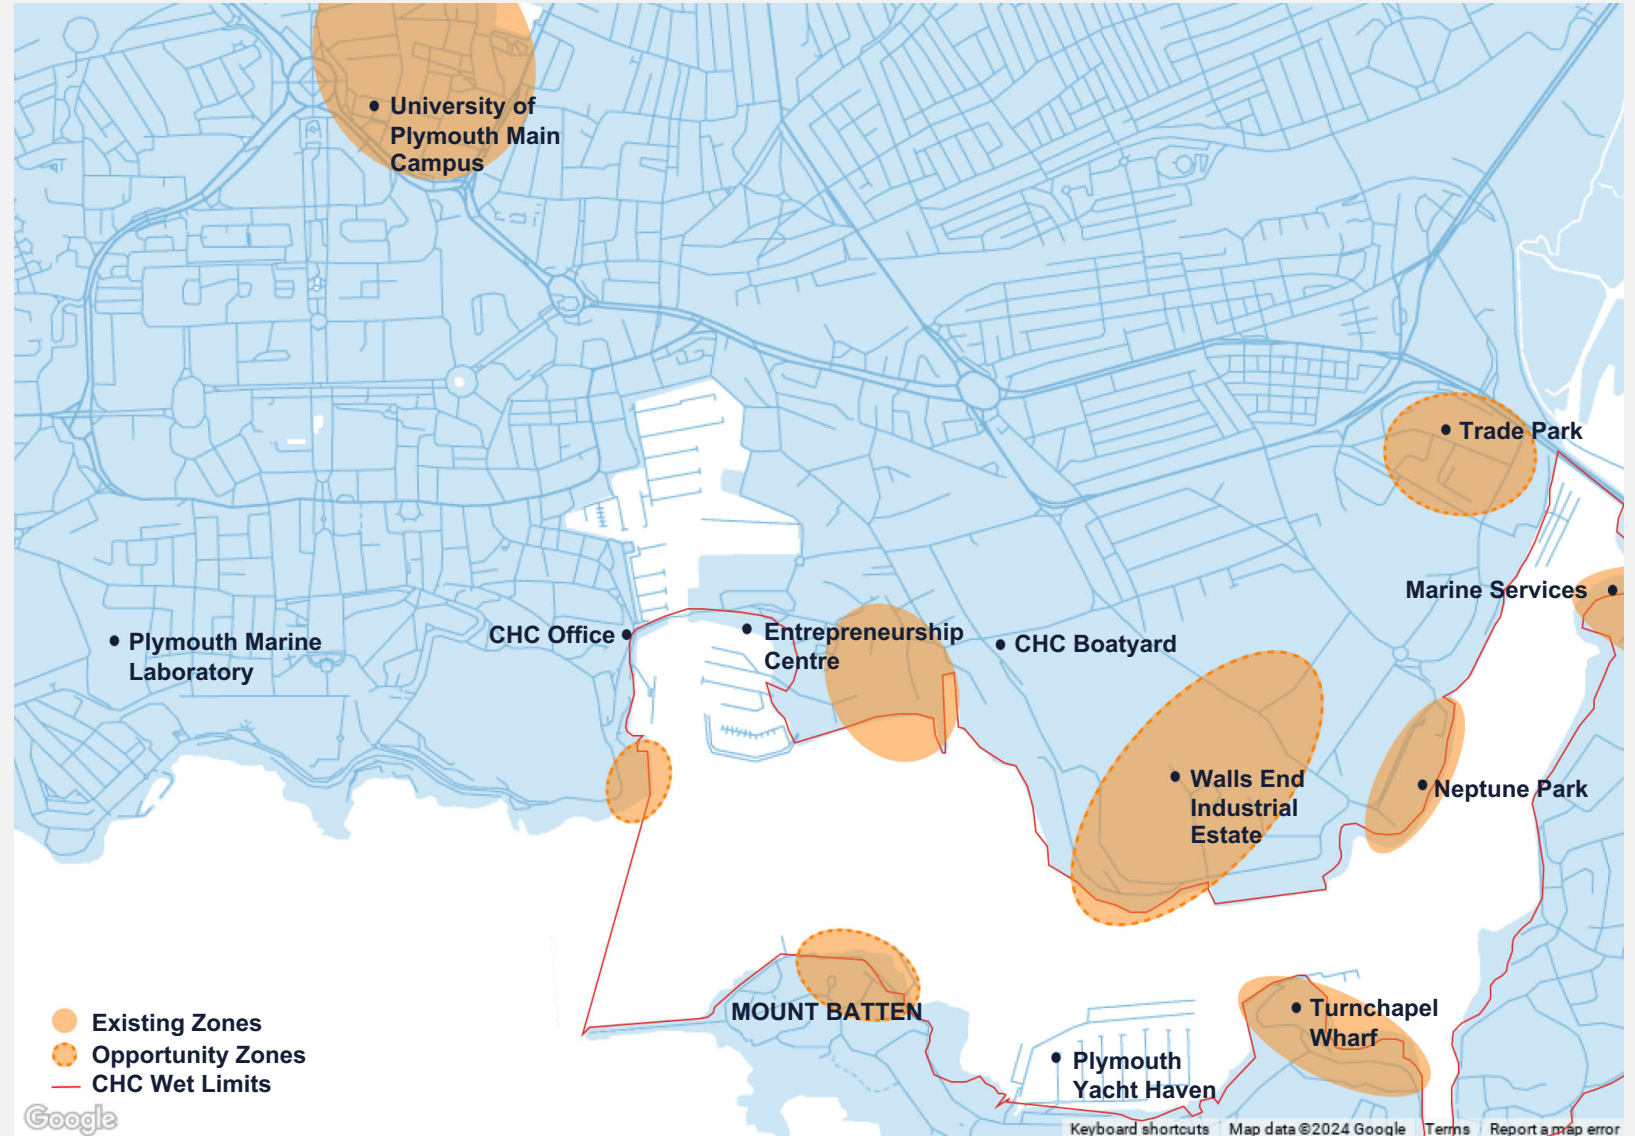 University of
Plymouth Main
Campus
Trade Park
Marine Services
CHC Office
Entrepreneurship
Centre
CHC Boatyard
Plymouth Marine
Laboratory
Walls End
Industrial
Estate
Neptune Park
MOUNT BATTEN
Turnchapel
Wharf
Plymouth
Yacht Haven
Existing Zones
Opportunity Zones
CHC Wet Limits
Google
Keyboard shortcuts
Map data ©2024 Google
Terms
Report a map error